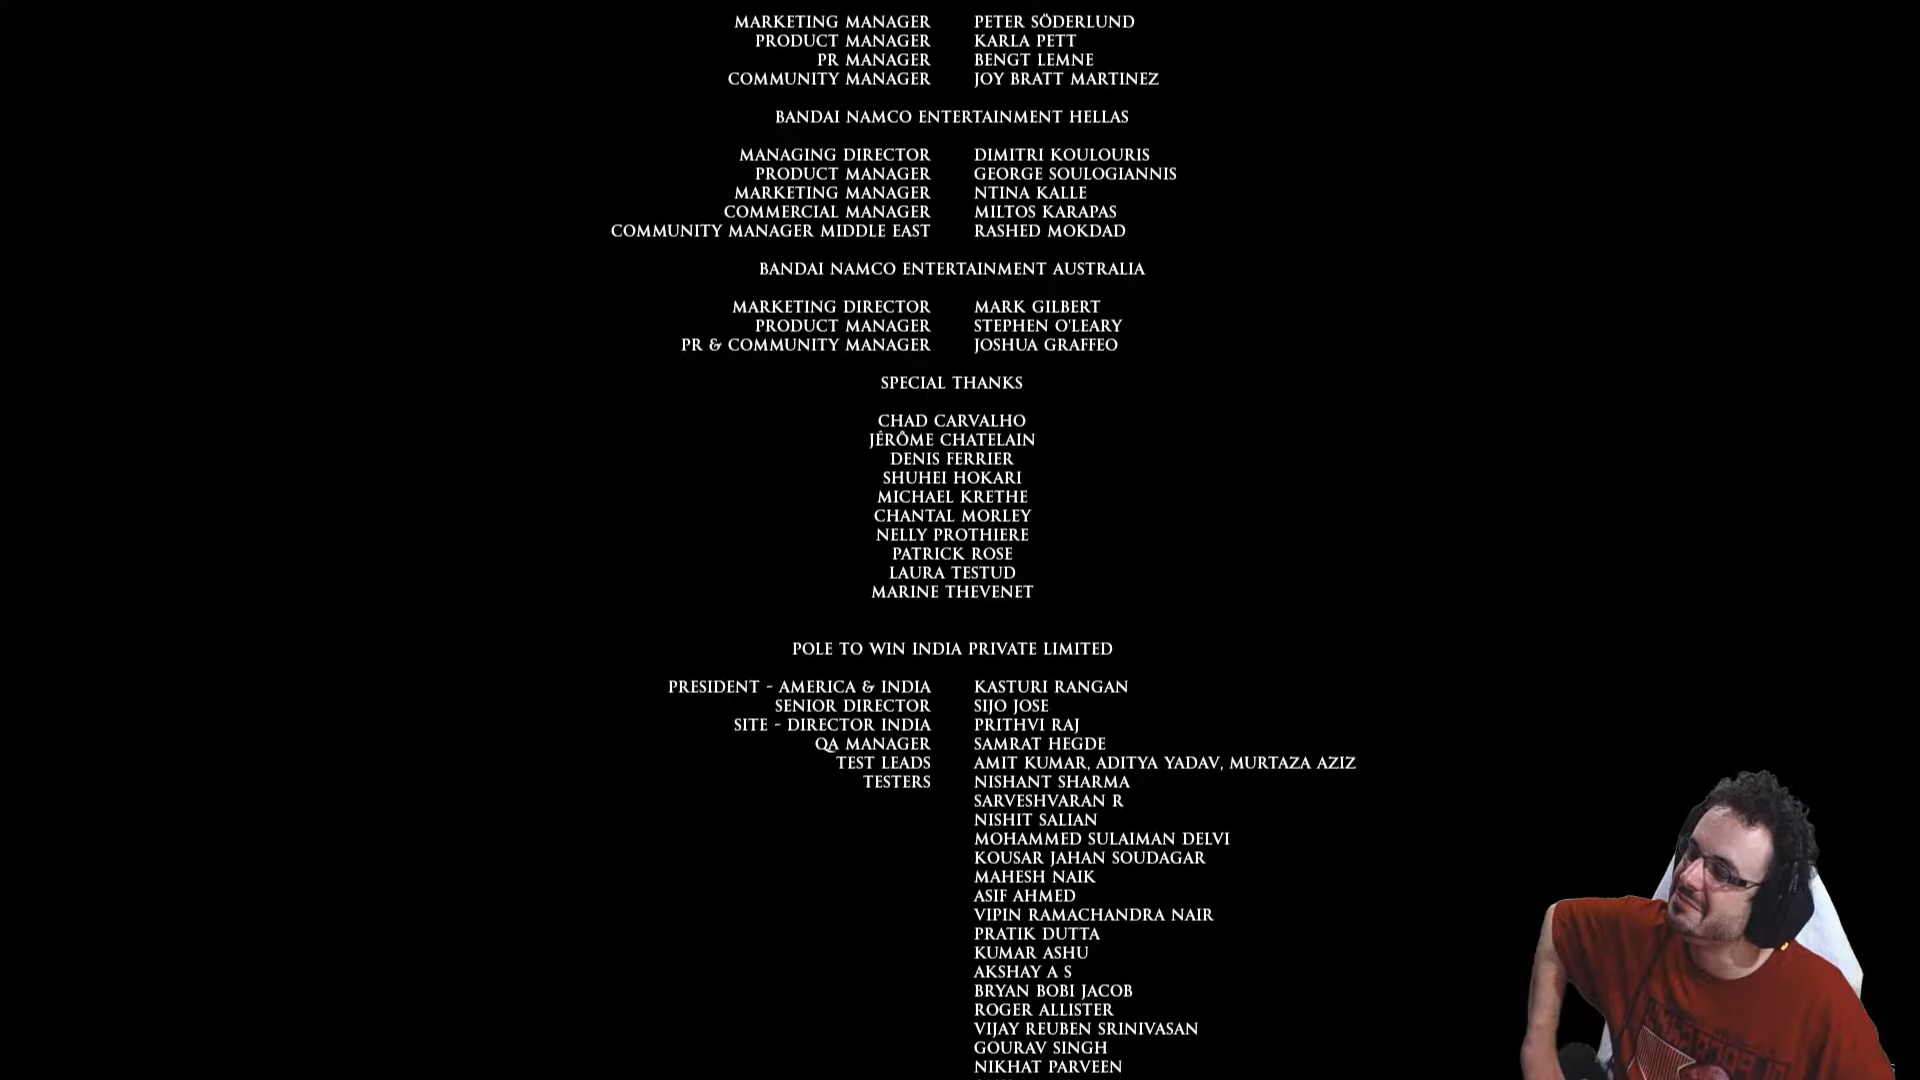 MARKETING MANAGER PETER SÖDERLUND
PRODUCT MANAGER KARLA PETT
PR MANAGER BENGT LEMNE
COMMUNITY MANAGER JOY BRATT MARTINEZ
BANDAI NAMCO ENTERTAINMENT HELLAS
MANAGING DIRECTOR DIMITRI KOULOURIS
PRODUCT MANAGER GEORGE SOULOGIANNIS
MARKETING MANAGER NTINA KALLE
COMMERCIAL MANAGER MILTOS KARAPAS
COMMUNITY MANAGER MIDDLE EAST RASHED MOKDAD
BANDAI NAMCO ENTERTAINMENT AUSTRALIA
MARKETING DIRECTOR MARK GILBERT
PRODUCT MANAGER STEPHEN O'LEARY
PR & COMMUNITY MANAGER JOSHUA GRAFFEO
SPECIAL THANKS
CHAD CARVALHO
JÉRÔME CHATELAIN
DENIS FERRIER
SHUHEI HOKARI
MICHAEL KRETHE
CHANTAL MORLEY
NELLY PROTHIERE
PATRICK ROSE
LAURA TESTUD
MARINE THEVENET
POLE TO WIN INDIA PRIVATE LIMITED
PRESIDENT - AMERICA & INDIA KASTURI RANGAN
SENIOR DIRECTOR SIJO JOSE
SITE - DIRECTOR INDIA PRITHVI RAJ
QA MANAGER SAMRAT HEGDE
TEST LEADS AMIT KUMAR, ADITYA YADAV, MURTAZA AZIZ
TESTERS NISHANT SHARMA
SARVESHVARAN R
NISHIT SALIAN
MOHAMMED SULAIMAN DELVI
KOUSAR JAHAN SOUDAGAR
MAHESH NAIK
ASIF AHMED
VIPIN RAMACHANDRA NAIR
PRATIK DUTTA
KUMAR ASHU
AKSHAY A S
BRYAN BOBI JACOB
ROGER ALLISTER
VIJAY REUBEN SRINIVASAN
GOURAV SINGH
NIKHAT PARVEEN